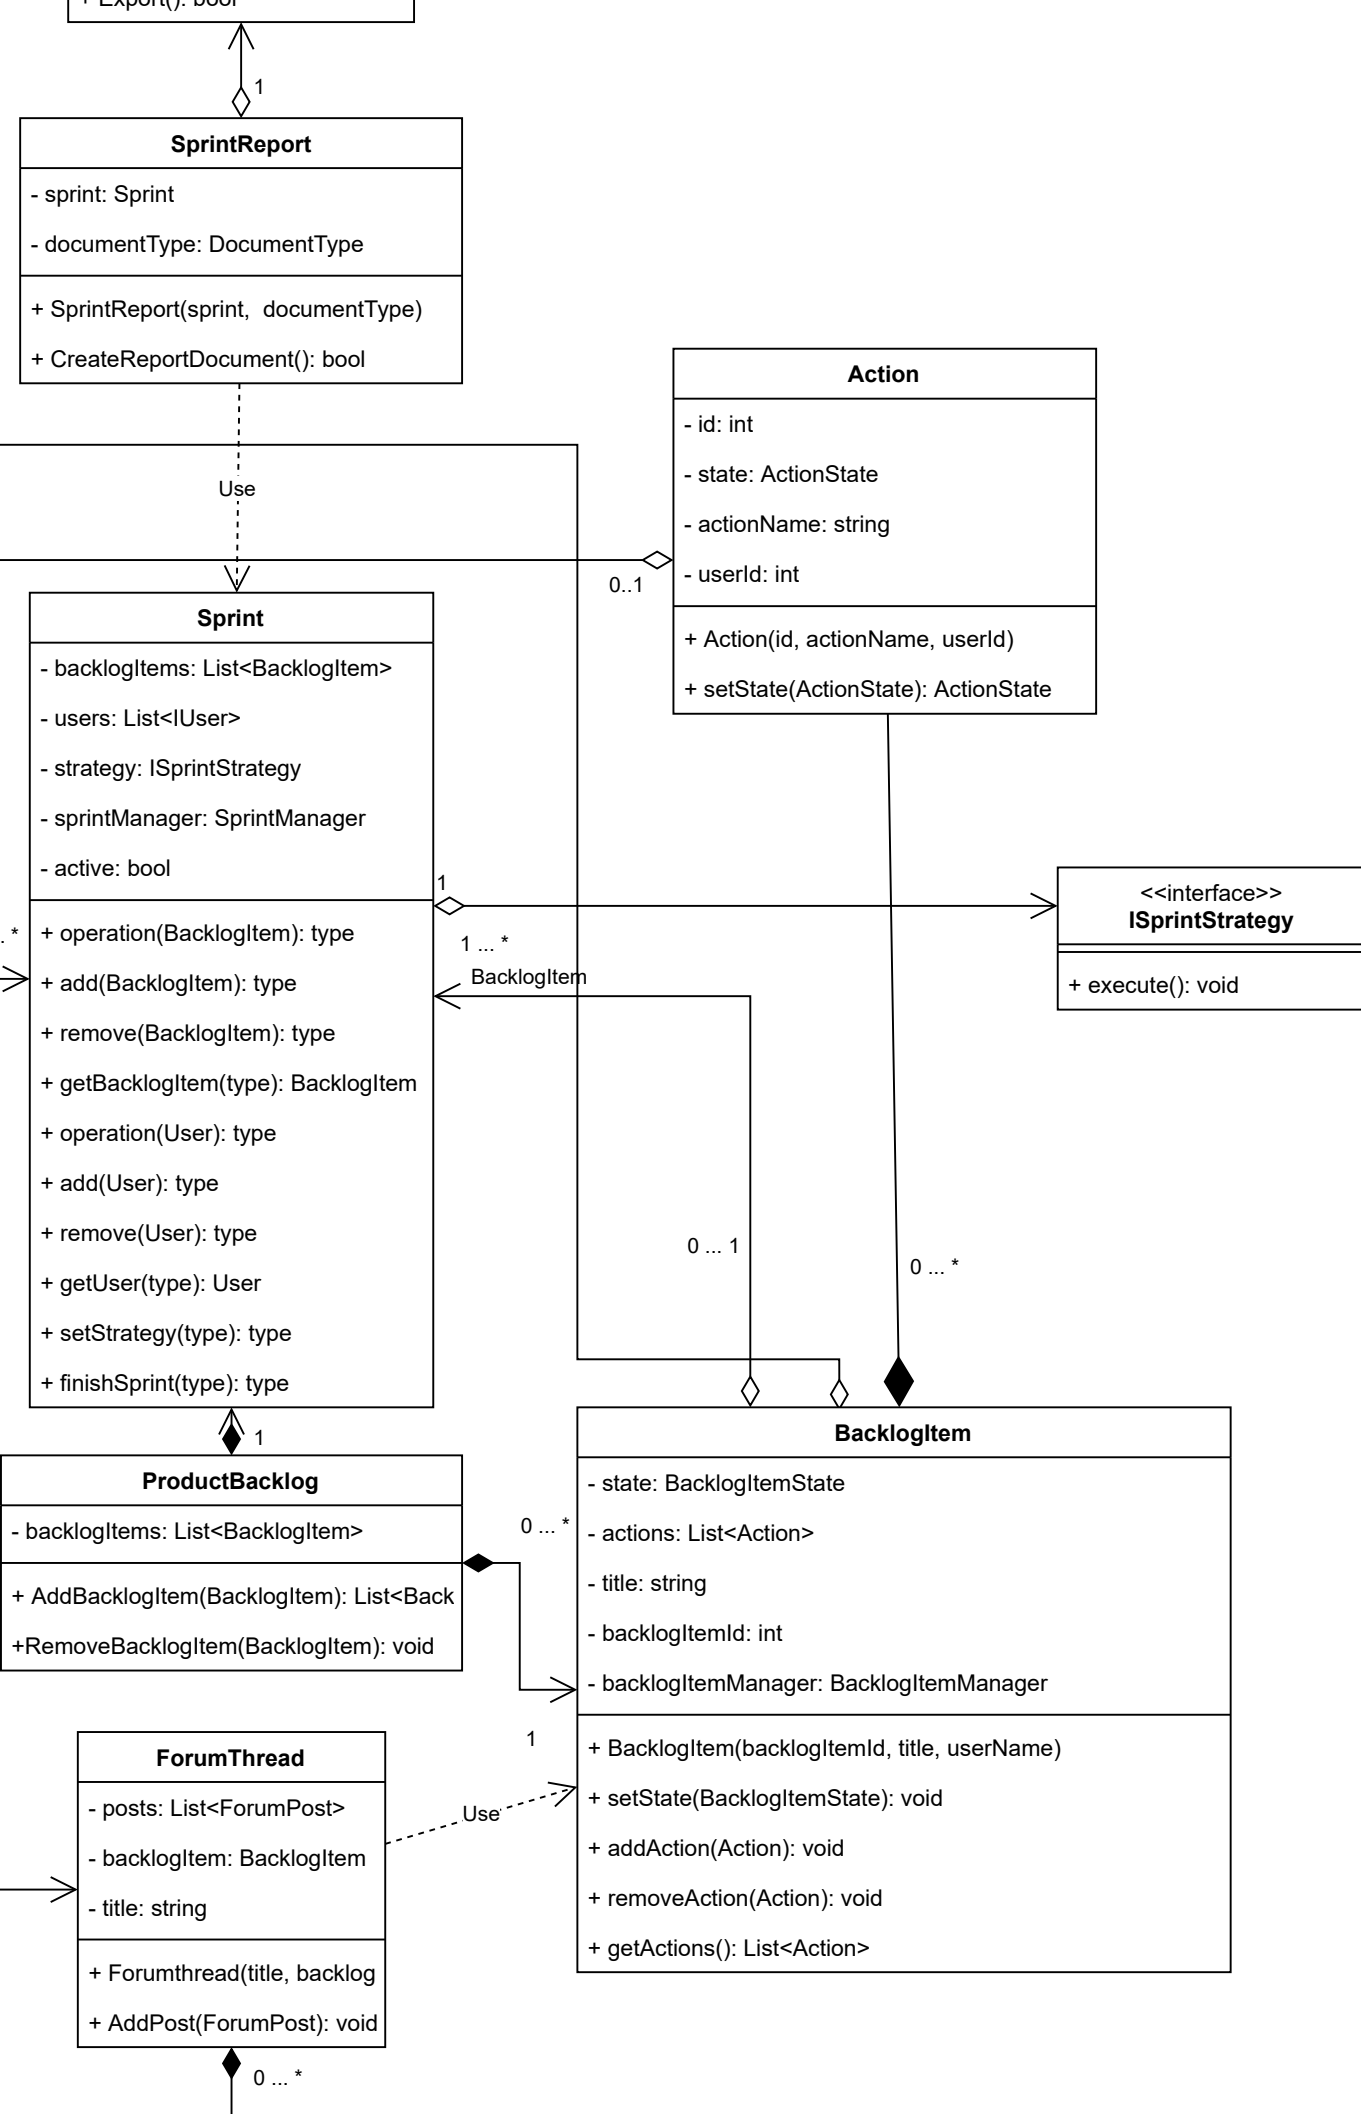 + Export(): bool
1
SprintReport
- sprint: Sprint
- documentType: DocumentType
+ SprintReport(sprint,  documentType)
+ CreateReportDocument(): bool
Use
Action
- id: int
- state: ActionState
- actionName: string
- userId: int
+ Action(id, actionName, userId)
+ setState(ActionState): ActionState
0..1
Sprint
- backlogItems: List<BacklogItem>
- users: List<IUser>
- strategy: ISprintStrategy
- sprintManager: SprintManager
- active: bool
+ operation(BacklogItem): type
+ add(BacklogItem): type
+ remove(BacklogItem): type
+ getBacklogItem(type): BacklogItem
+ operation(User): type
+ add(User): type
+ remove(User): type
+ getUser(type): User
+ setStrategy(type): type
+ finishSprint(type): type
. *
1
1 ... *
BacklogItem
<<interface>>
ISprintStrategy
+ execute(): void
0 ... 1
0 ... *
1
ProductBacklog
- backlogItems: List<BacklogItem>
+ AddBacklogItem(BacklogItem): List<Back
+RemoveBacklogItem(BacklogItem): void
0 ... *
BacklogItem
- state: BacklogItemState
- actions: List<Action>
- title: string
- backlogItemId: int
- backlogItemManager: BacklogItemManager
+ BacklogItem(backlogItemId, title, userName)
+ setState(BacklogItemState): void
+ addAction(Action): void
+ removeAction(Action): void
+ getActions(): List<Action>
1
Use
ForumThread
- posts: List<ForumPost>
- backlogItem: BacklogItem
- title: string
+ Forumthread(title, backlog
+ AddPost(ForumPost): void
0 ... *